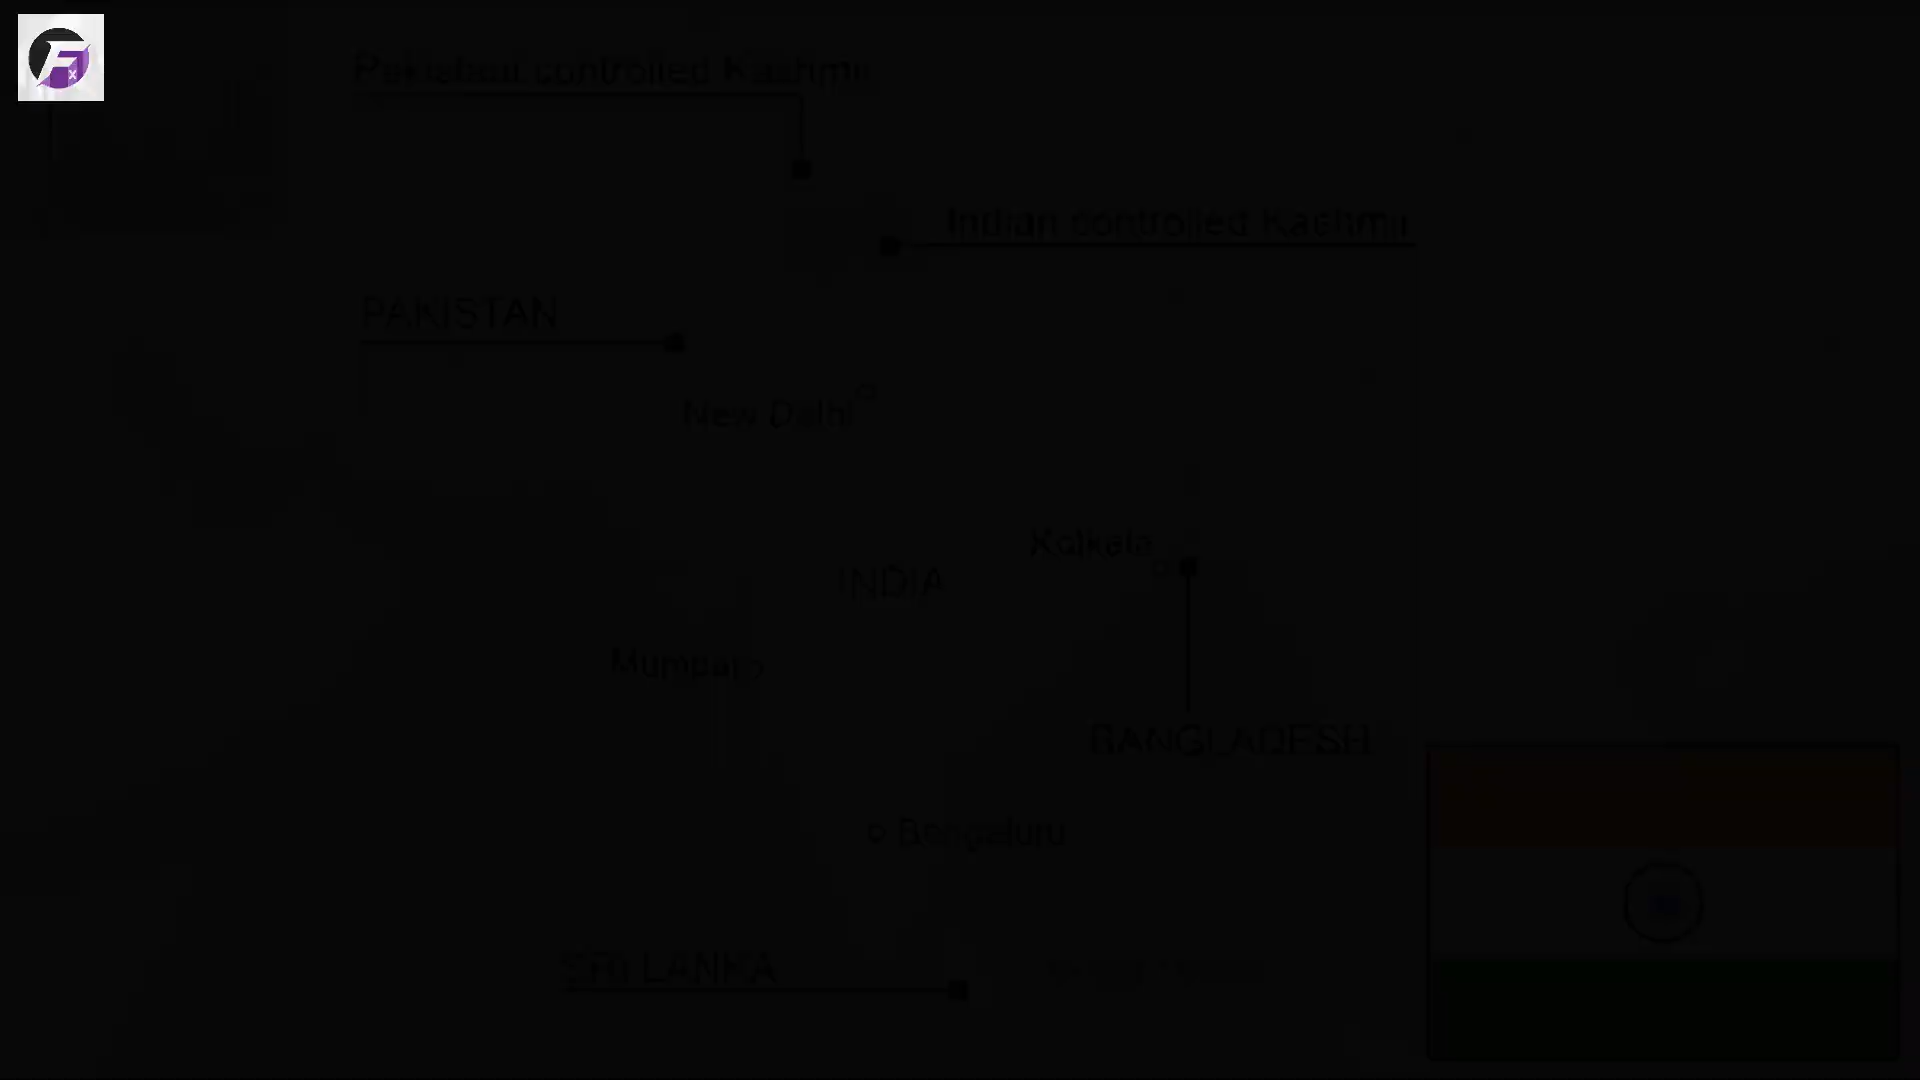 Pakistani controlled Kashmir
Indian controlled Kashmir
PAKISTAN
New Delhi
Kolkata
INDIA
Mumbai
BANGLADESH
Bengaluru
SRI LANKA